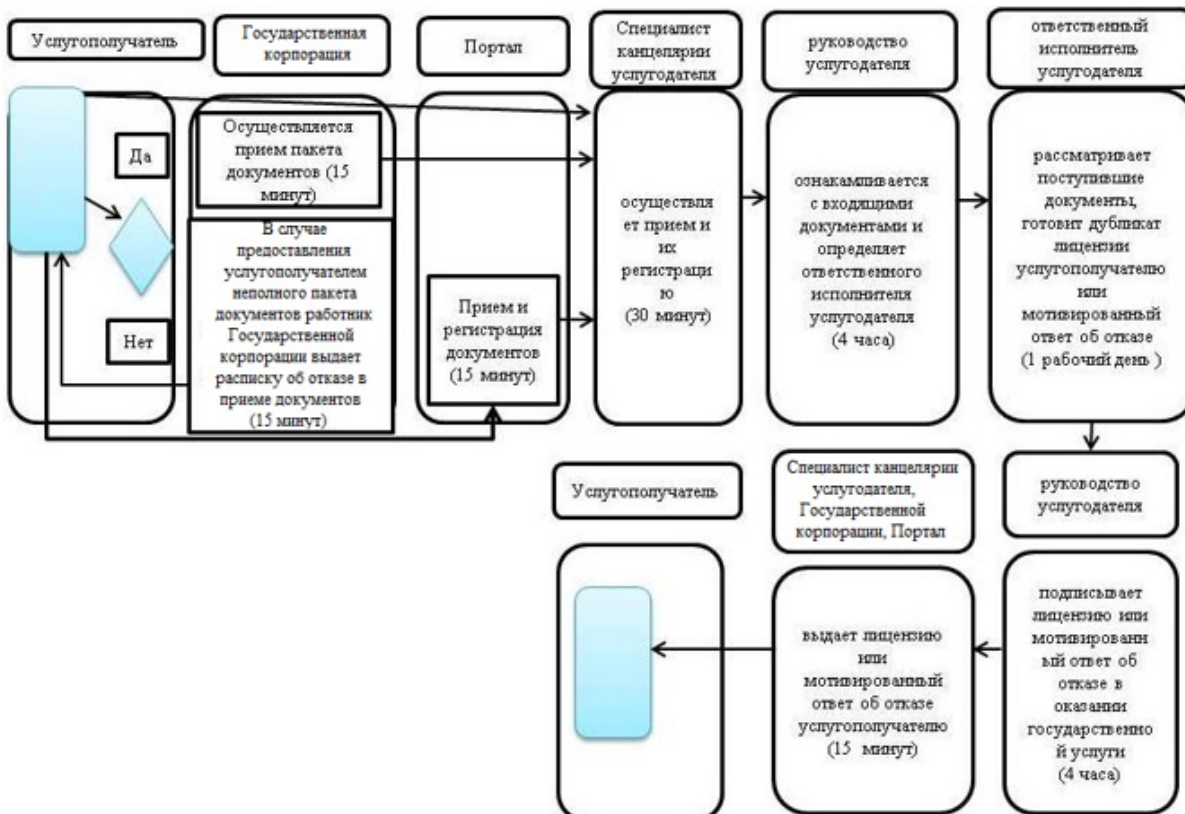 Услугополучатель
Государственная
корпорация
Портал
Специалист
канцелярии
услугодателя
руководство
услугодателя
ответственный
исполнитель
услугодателя
Да
Нет
Осуществляется
прием пакета
документов (15
минут)
В случае
предоставления
услугополучателем
неполного пакета
документов работник
Государственной
корпорации выдает
расписку об отказе в
приеме документов
(15 минут)
Прием и
регистрация
документов
(15 минут)
осуществля
ет прием и
их
регистраци
ю
(30 минут)
ознакамливается
с входящими
документами и
определяет
ответственного
исполнителя
услугодателя
(4 часа)
рассматривает
поступившие
документы,
готовит дубликат
лицензии
услугополучателю
или
мотивированный
ответ об отказе
(1 рабочий день )
Услугополучатель
Специалист канцелярии
услугодателя,
Государственной
корпорации, Портал
руководство
услугодателя
выдает лицензию
или
мотивированный
ответ об отказе
услугополучателю
(15 минут)
подписывает
лицензию или
мотивированн
ый ответ об
отказе в
оказании
государственно
й услуги
(4 часа)